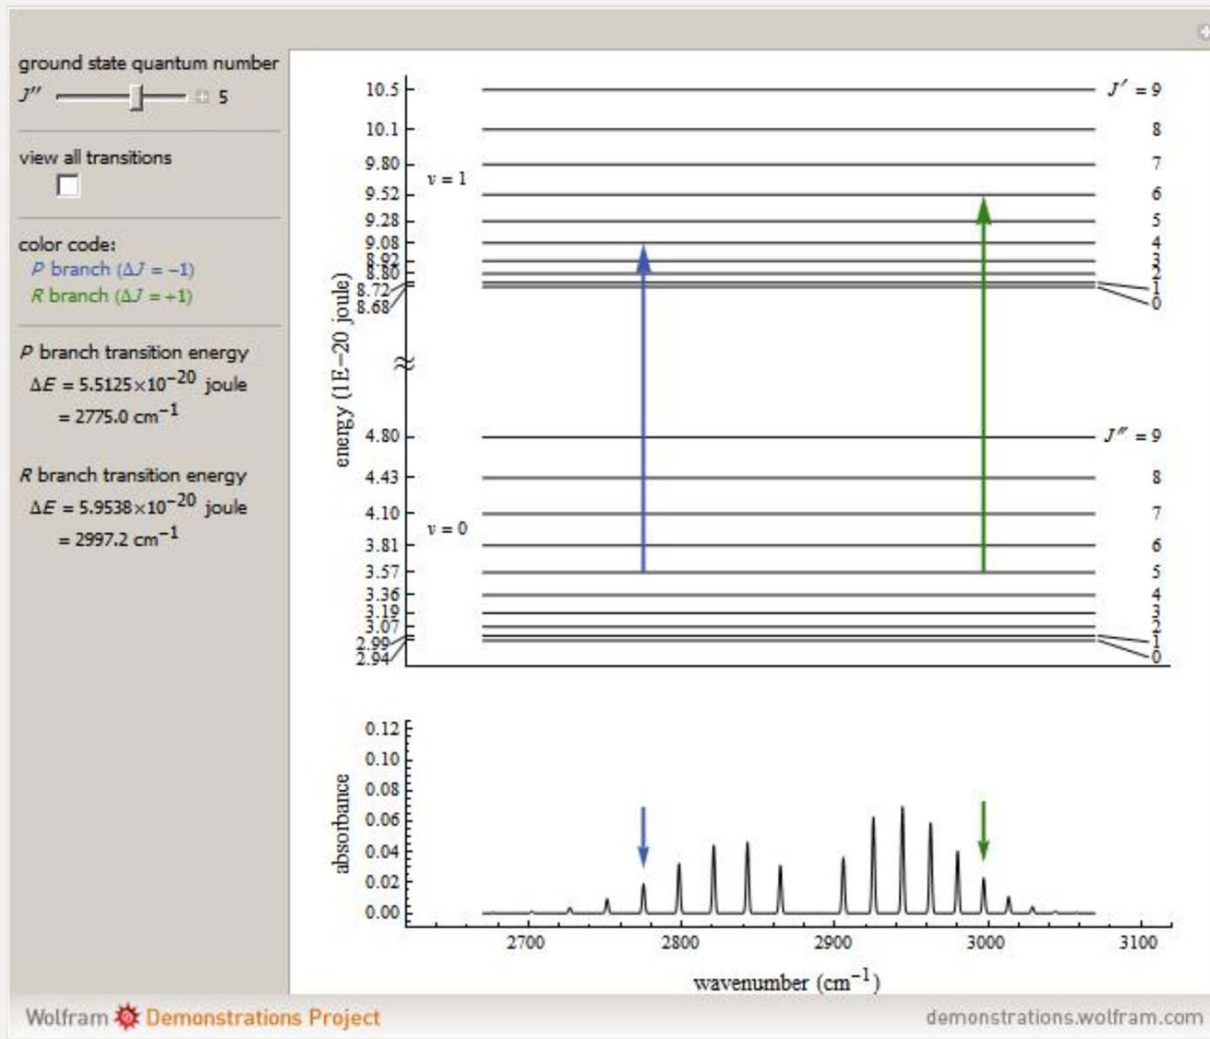 ground state quantum number
J″ 5
view all transitions
color code:
P branch (ΔJ = −1)
R branch (ΔJ = +1)
P branch transition energy
ΔE = 5.5125×10⁻²⁰ joule
= 2775.0 cm⁻¹
R branch transition energy
ΔE = 5.9538×10⁻²⁰ joule
= 2997.2 cm⁻¹
energy (1E−20 joule)
10.5 J′ = 9
10.1 8
9.80 7
v = 1
9.52 6
9.28 5
9.08 4
8.92 3
8.80 2
8.72 1
8.68 0
4.80 J″ = 9
4.43 8
4.10 7
v = 0
3.81 6
3.57 5
3.36 4
3.19 3
3.07 2
2.99 1
2.94 0
absorbance
0.12
0.10
0.08
0.06
0.04
0.02
0.00
2700 2800 2900 3000 3100
wavenumber (cm⁻¹)
Wolfram Demonstrations Project
demonstrations.wolfram.com